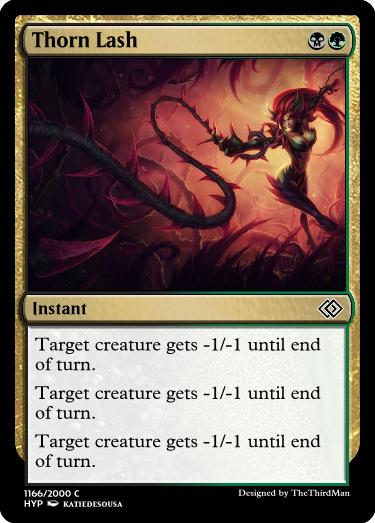 Thorn Lash
Instant
Target creature gets -1/-1 until end
of turn.
Target creature gets -1/-1 until end
of turn.
Target creature gets -1/-1 until end
of turn.
1166/2000 C
Designed by TheThirdMan
HYP KATIEDESOUSA